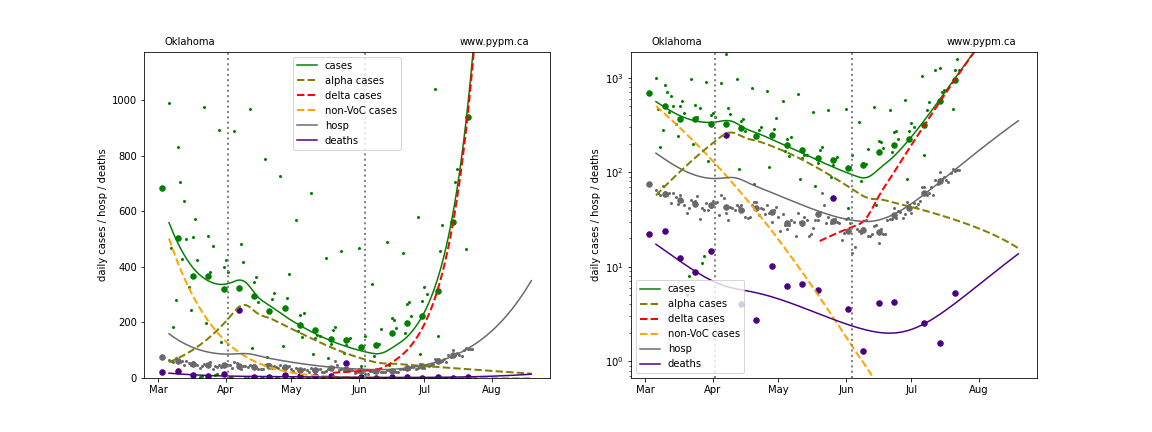 Oklahoma
www.pypm.ca
daily cases / hosp / deaths
1000
800
600
400
200
0
cases
alpha cases
delta cases
non-VoC cases
hosp
deaths
Mar
Apr
May
Jun
Jul
Aug
Oklahoma
www.pypm.ca
daily cases / hosp / deaths
10³
10²
10¹
10⁰
cases
alpha cases
delta cases
non-VoC cases
hosp
deaths
Mar
Apr
May
Jun
Jul
Aug